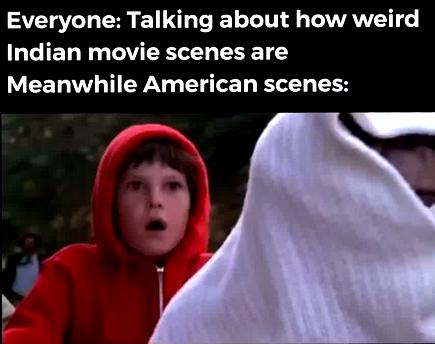 Everyone: Talking about how weird
Indian movie scenes are
Meanwhile American scenes: